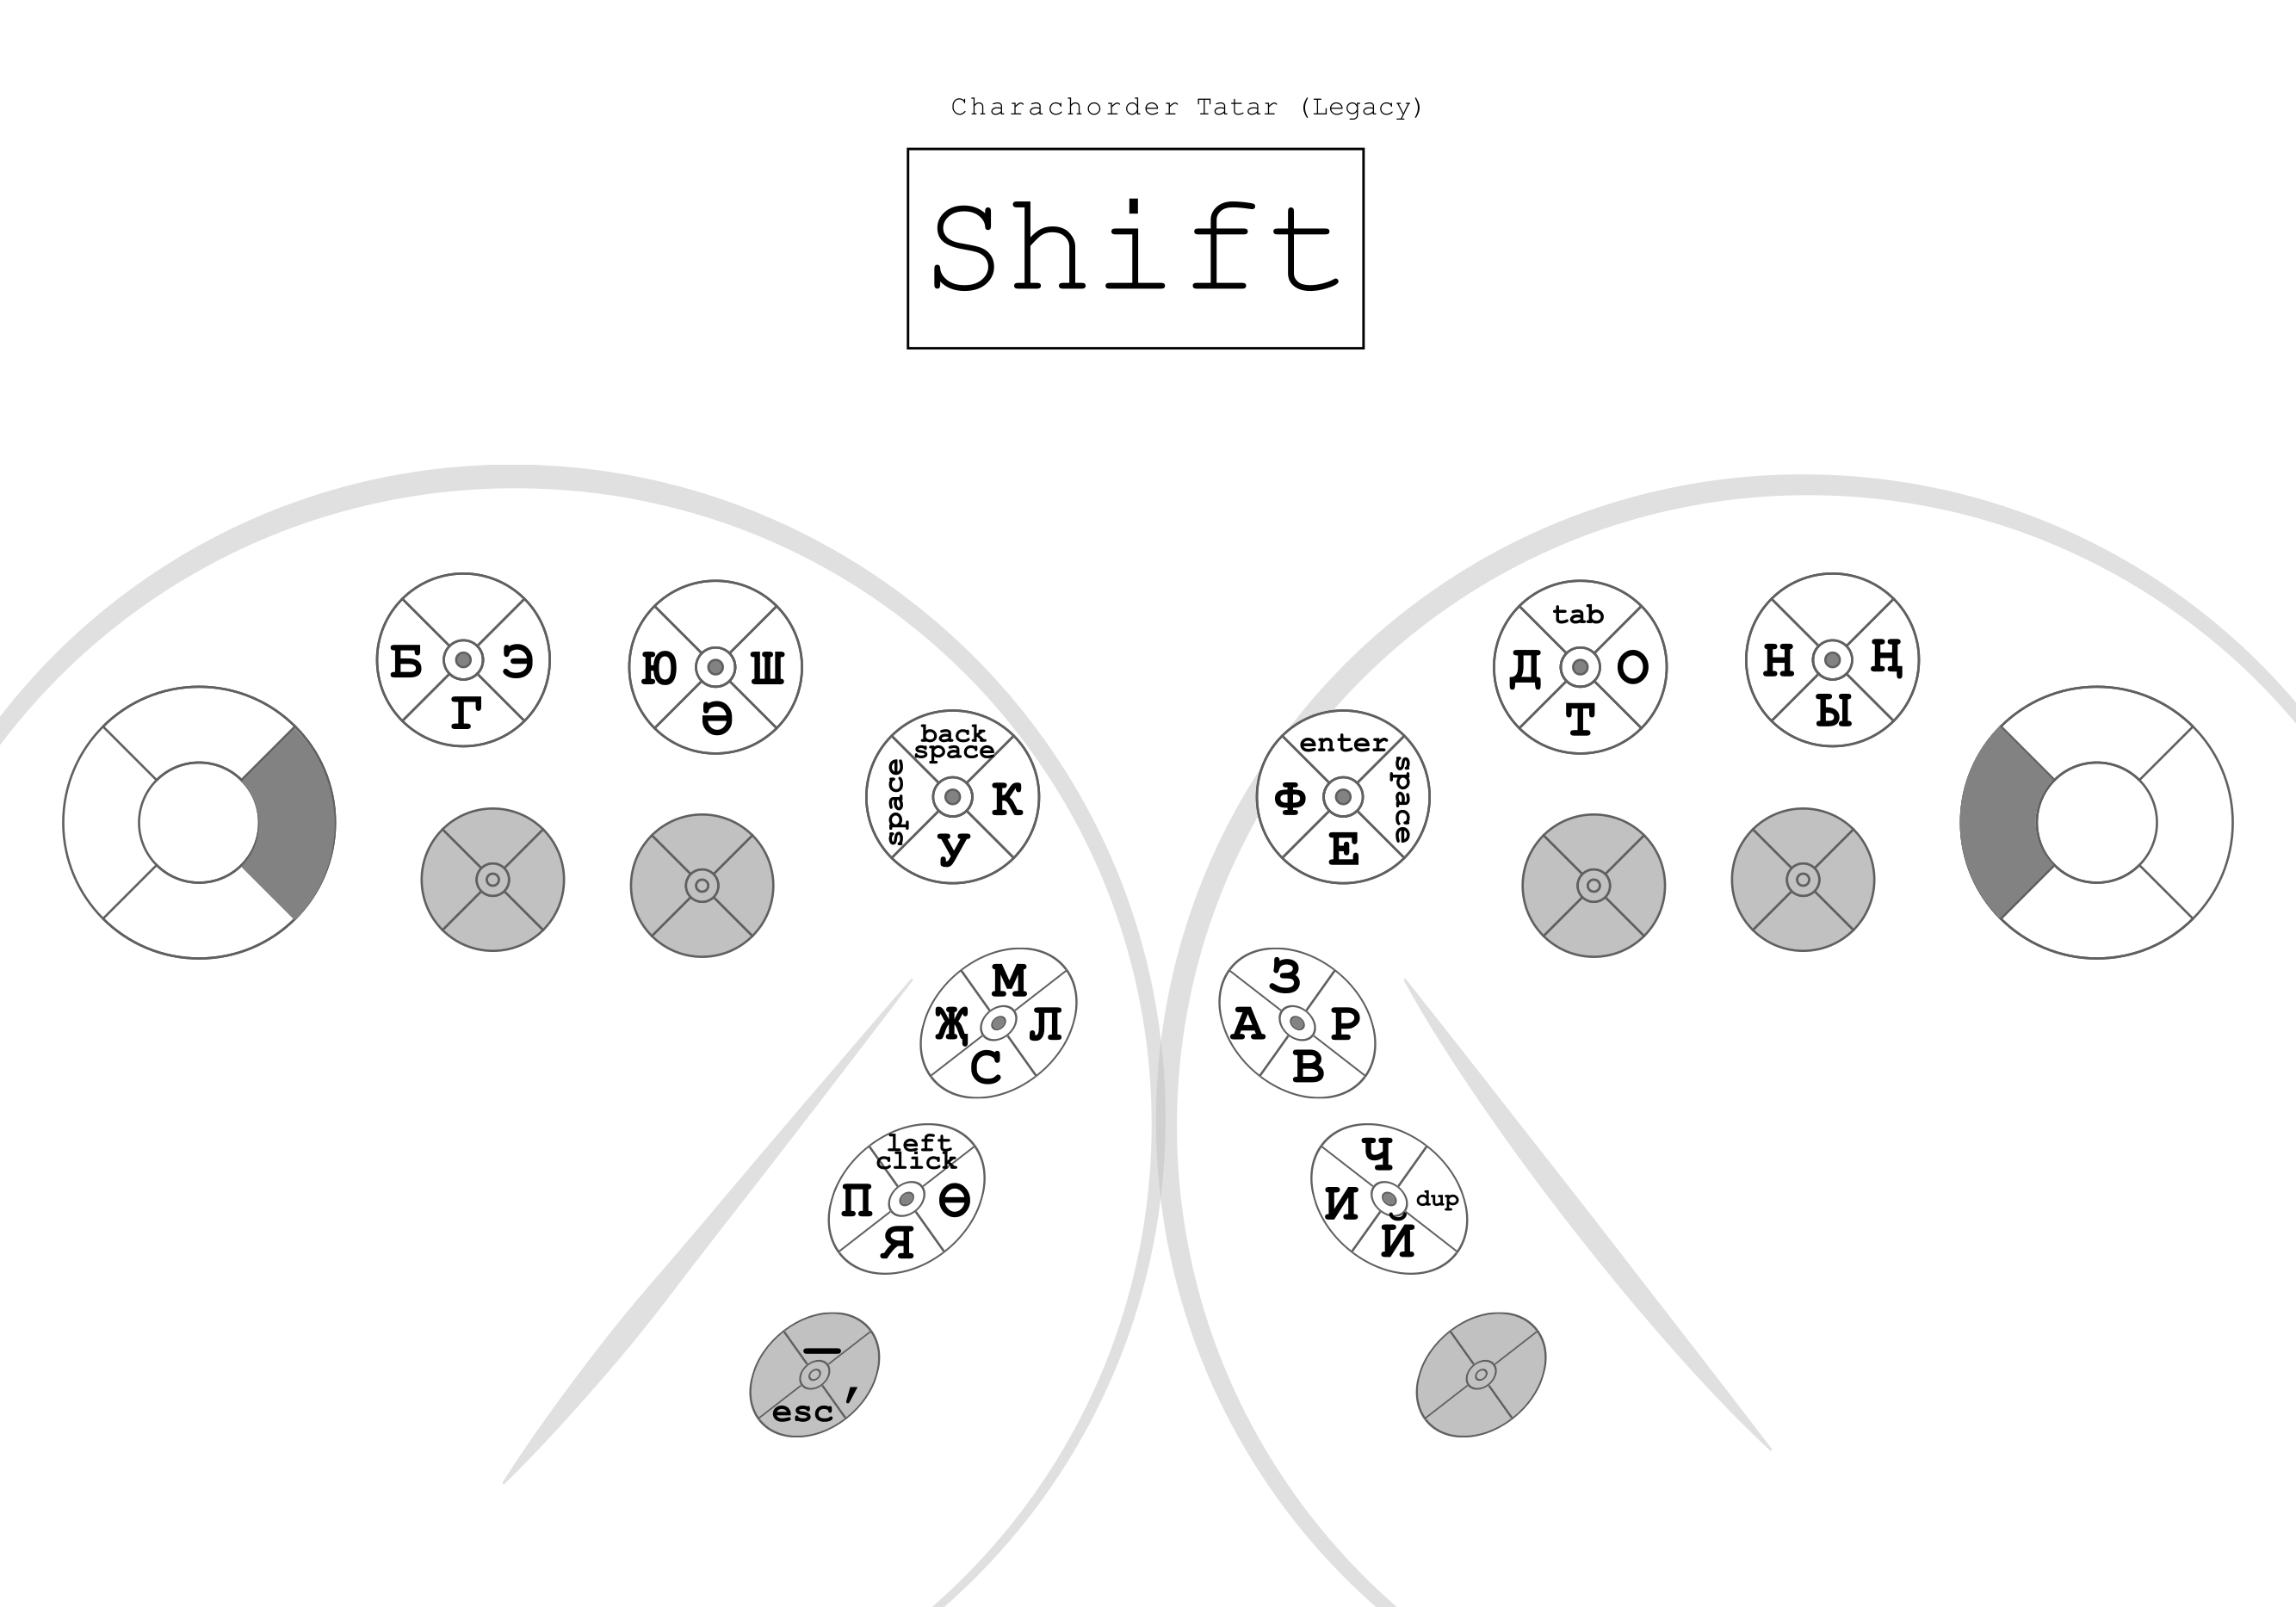 Charachorder Tatar (Legacy)
Shift
Б Э
Г
Ю Ш
Ә
back
space
space К
У
enter
Ф space
Е
tab
Д О
Т
Н Ң
Ы
М
Җ Л
С
З
А Р
В
left
click
П Ө
Я
Ч
И dup
Й
_
esc ,